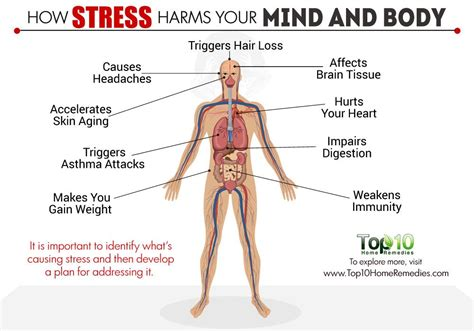 HOW STRESS HARMS YOUR MIND AND BODY
Triggers Hair Loss
Causes
Headaches
Affects
Brain Tissue
Accelerates
Skin Aging
Hurts
Your Heart
Triggers
Asthma Attacks
Impairs
Digestion
Makes You
Gain Weight
Weakens
Immunity
It is important to identify what's
causing stress and then develop
a plan for addressing it.
Top10
Home Remedies
To explore more, visit
www.Top10HomeRemedies.com